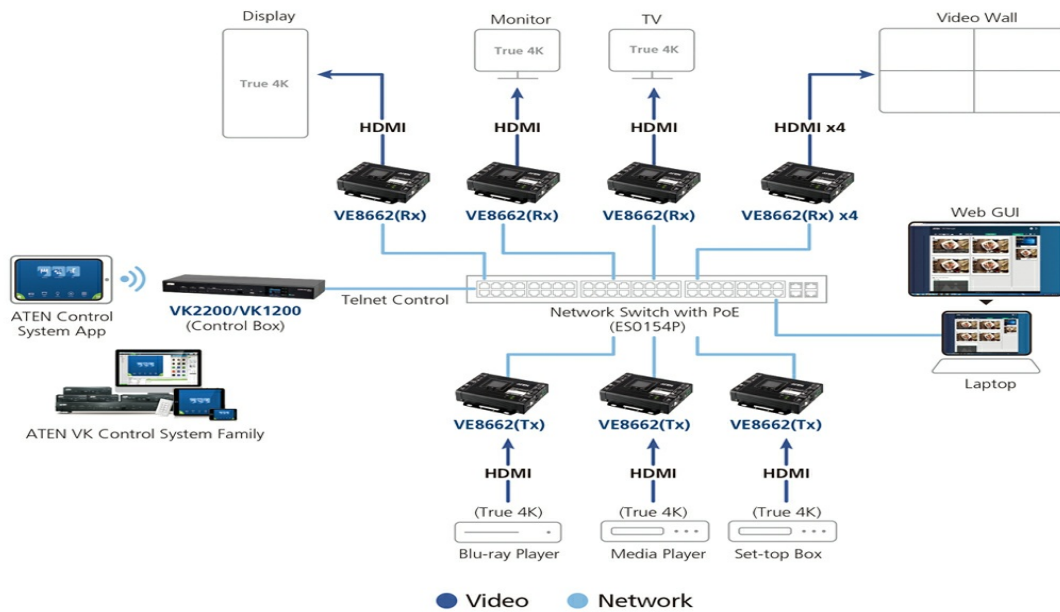 Display
Monitor
TV
Video Wall
True 4K
True 4K
True 4K
HDMI
HDMI
HDMI
HDMI x4
VE8662(Rx)
VE8662(Rx)
VE8662(Rx)
VE8662(Rx) x4
Web GUI
Telnet Control
ATEN Control
System App
VK2200/VK1200
(Control Box)
Network Switch with PoE
(ES0154P)
Laptop
ATEN VK Control System Family
VE8662(Tx)
VE8662(Tx)
VE8662(Tx)
HDMI
HDMI
HDMI
(True 4K)
(True 4K)
(True 4K)
Blu-ray Player
Media Player
Set-top Box
Video
Network